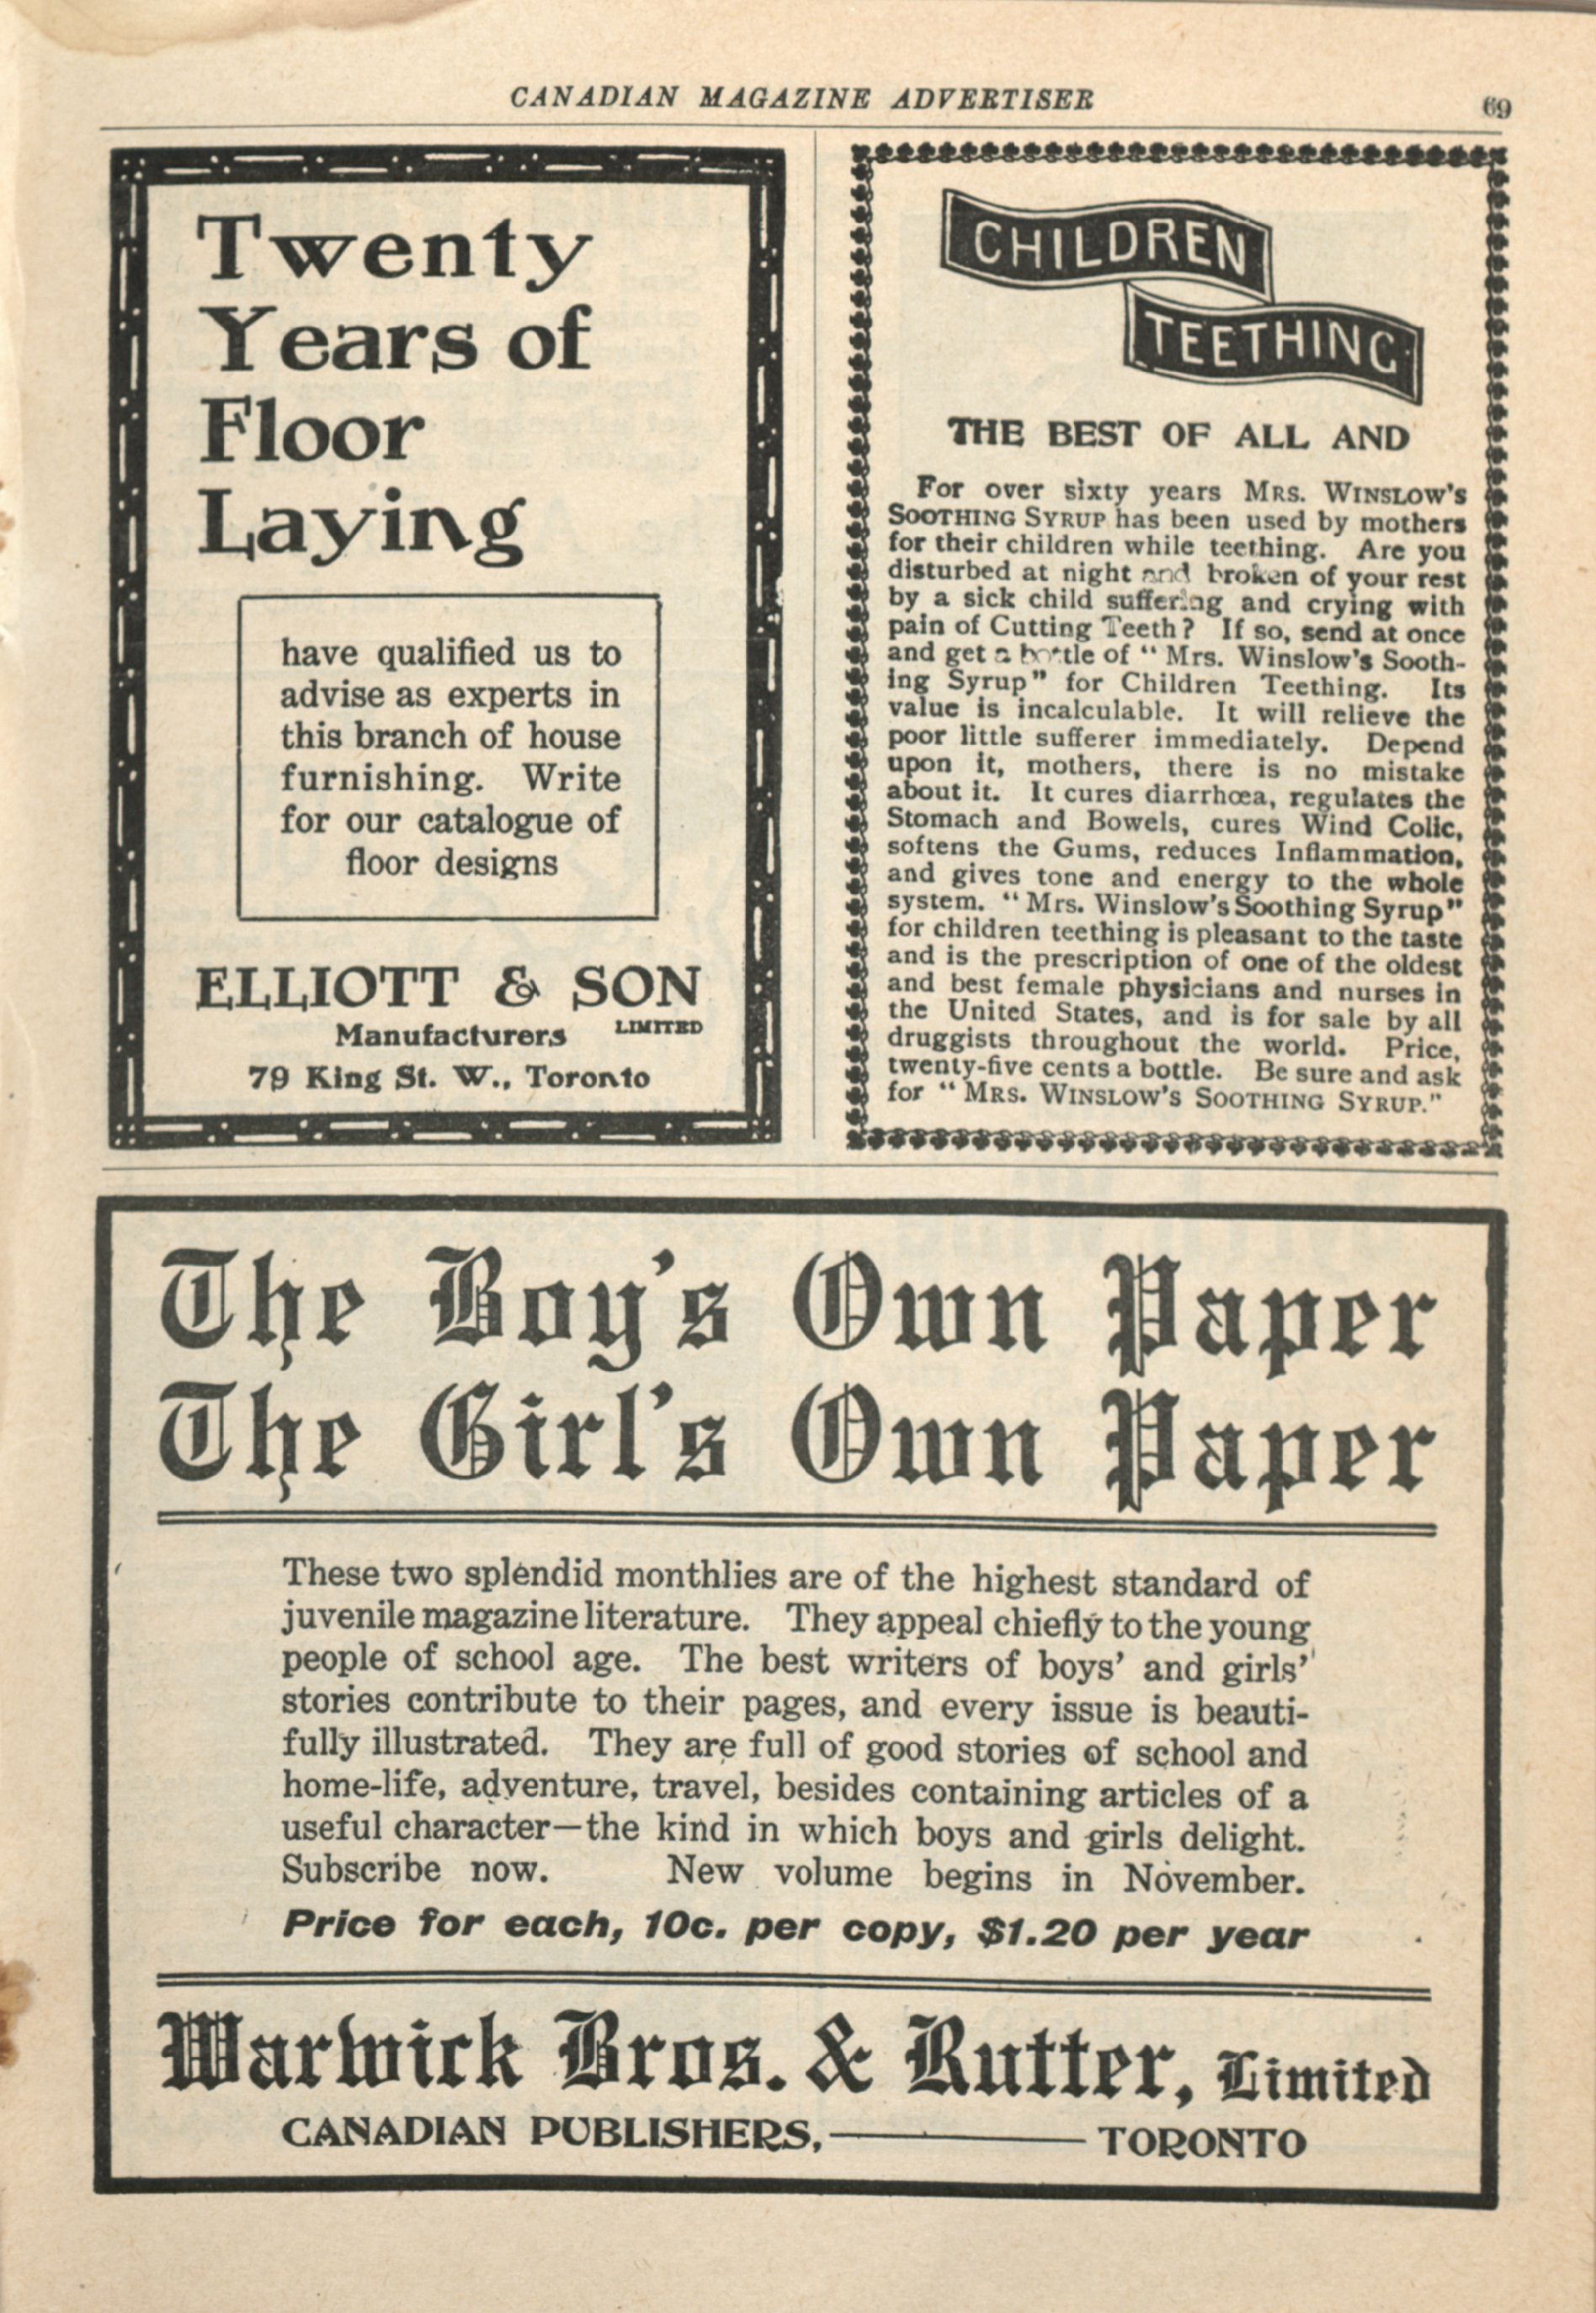 CANADIAN MAGAZINE ADVERTISER
69
Twenty
Years of
Floor
Laying
have qualified us to
advise as experts in
this branch of house
furnishing. Write
for our catalogue of
floor designs
ELLIOTT & SON
LIMITED
Manufacturers
79 King St. W., Toronto
CHILDREN
TEETHING
THE BEST OF ALL AND
For over sixty years MRS. WINSLOW'S
SOOTHING SYRUP has been used by mothers
for their children while teething. Are you
disturbed at night and broken of your rest
by a sick child suffering and crying with
pain of Cutting Teeth? If so, send at once
and get a bottle of "Mrs. Winslow's Sooth-
ing Syrup" for Children Teething. Its
value is incalculable. It will relieve the
poor little sufferer immediately. Depend
upon it, mothers, there is no mistake
about it. It cures diarrhœa, regulates the
Stomach and Bowels, cures Wind Colic,
softens the Gums, reduces Inflammation,
and gives tone and energy to the whole
system. "Mrs. Winslow's Soothing Syrup"
for children teething is pleasant to the taste
and is the prescription of one of the oldest
and best female physicians and nurses in
the United States, and is for sale by all
druggists throughout the world. Price,
twenty-five cents a bottle. Be sure and ask
for "MRS. WINSLOW'S SOOTHING SYRUP."
The Boy's Own Paper
The Girl's Own Paper
These two splendid monthlies are of the highest standard of
juvenile magazine literature. They appeal chiefly to the young
people of school age. The best writers of boys' and girls'
stories contribute to their pages, and every issue is beauti-
fully illustrated. They are full of good stories of school and
home-life, adventure, travel, besides containing articles of a
useful character—the kind in which boys and girls delight.
Subscribe now. New volume begins in November.
Price for each, 10c. per copy, $1.20 per year
Warwick Bros. & Rutter, Limited
CANADIAN PUBLISHERS,—TORONTO